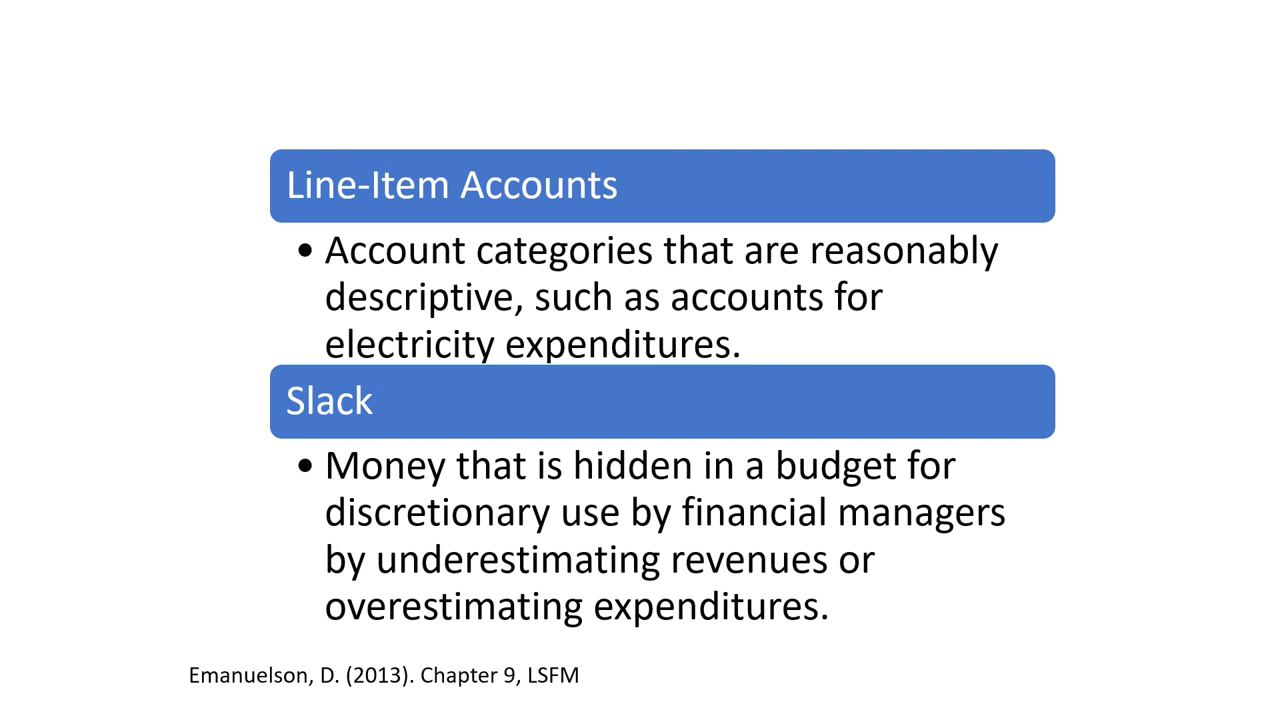 Line-Item Accounts
• Account categories that are reasonably
descriptive, such as accounts for
electricity expenditures.
Slack
• Money that is hidden in a budget for
discretionary use by financial managers
by underestimating revenues or
overestimating expenditures.
Emanuelson, D. (2013). Chapter 9, LSFM